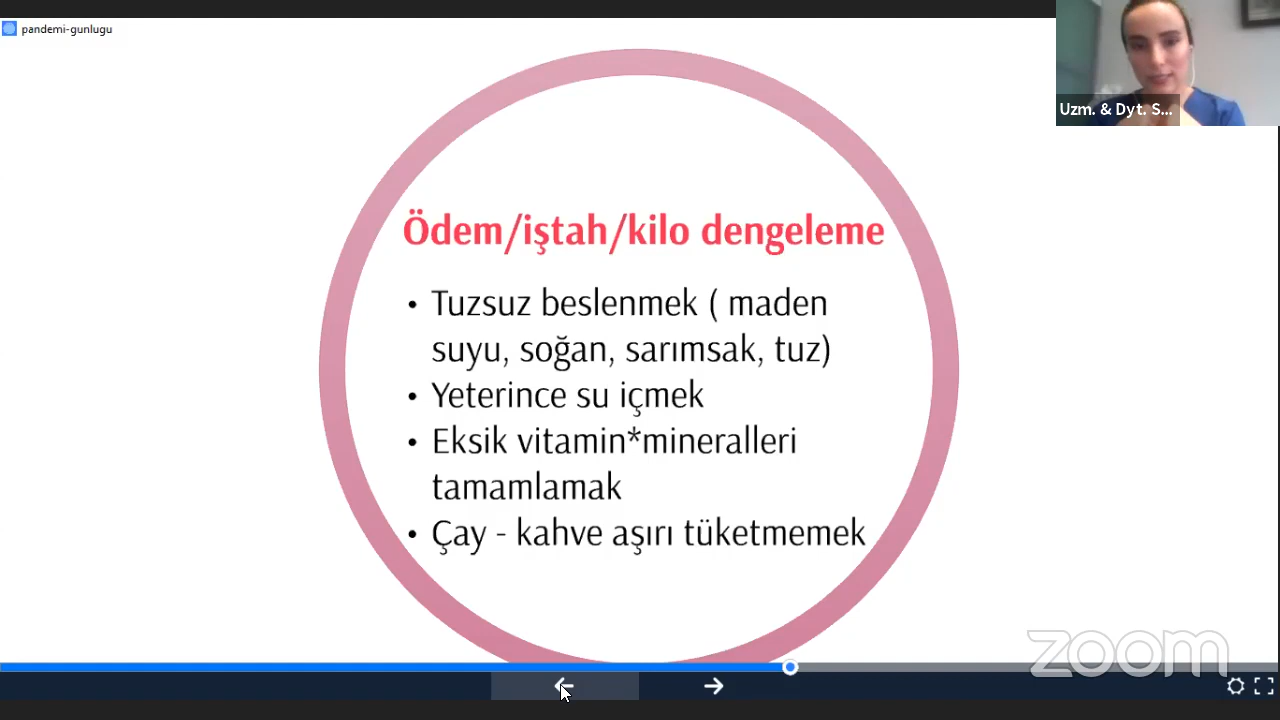 pandemi-gunlugu
Uzm. & Dyt. S...
Ödem/iştah/kilo dengeleme
• Tuzsuz beslenmek ( maden
suyu, soğan, sarımsak, tuz)
• Yeterince su içmek
• Eksik vitamin*mineralleri
tamamlamak
• Çay - kahve aşırı tüketmemek
zoom